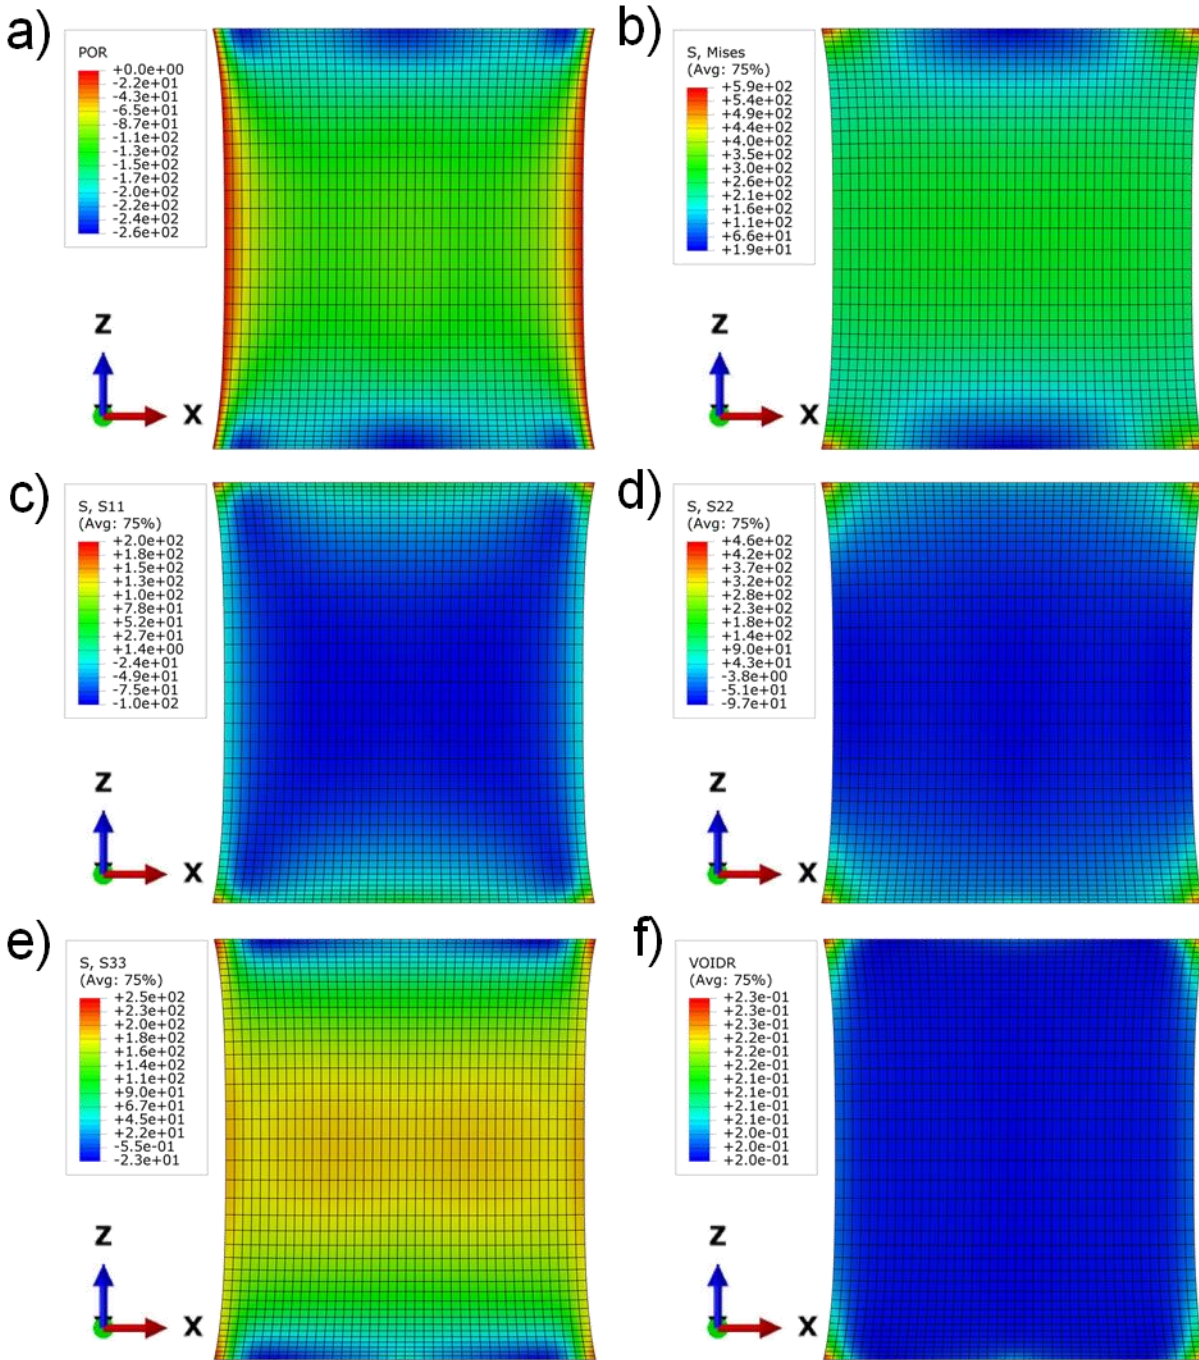 a)
POR
+0.0e+00
-2.2e+01
-4.3e+01
-6.5e+01
-8.7e+01
-1.1e+02
-1.3e+02
-1.5e+02
-1.7e+02
-2.0e+02
-2.2e+02
-2.4e+02
-2.6e+02
Z
X
b)
S, Mises
(Avg: 75%)
+5.9e+02
+5.4e+02
+4.9e+02
+4.4e+02
+4.0e+02
+3.5e+02
+3.0e+02
+2.6e+02
+2.1e+02
+1.6e+02
+1.1e+02
+6.6e+01
+1.9e+01
Z
X
c)
S, S11
(Avg: 75%)
+2.0e+02
+1.8e+02
+1.5e+02
+1.3e+02
+1.0e+02
+7.8e+01
+5.2e+01
+2.7e+01
+1.4e+00
-2.4e+01
-4.9e+01
-7.5e+01
-1.0e+02
Z
X
d)
S, S22
(Avg: 75%)
+4.6e+02
+4.2e+02
+3.7e+02
+3.2e+02
+2.8e+02
+2.3e+02
+1.8e+02
+1.4e+02
+9.0e+01
+4.3e+01
-3.8e+00
-5.1e+01
-9.7e+01
Z
X
e)
S, S33
(Avg: 75%)
+2.5e+02
+2.3e+02
+2.0e+02
+1.8e+02
+1.6e+02
+1.4e+02
+1.1e+02
+9.0e+01
+6.7e+01
+4.5e+01
+2.2e+01
-5.5e-01
-2.3e+01
Z
X
f)
VOIDR
(Avg: 75%)
+2.3e-01
+2.3e-01
+2.3e-01
+2.2e-01
+2.2e-01
+2.2e-01
+2.1e-01
+2.1e-01
+2.1e-01
+2.1e-01
+2.0e-01
+2.0e-01
+2.0e-01
Z
X